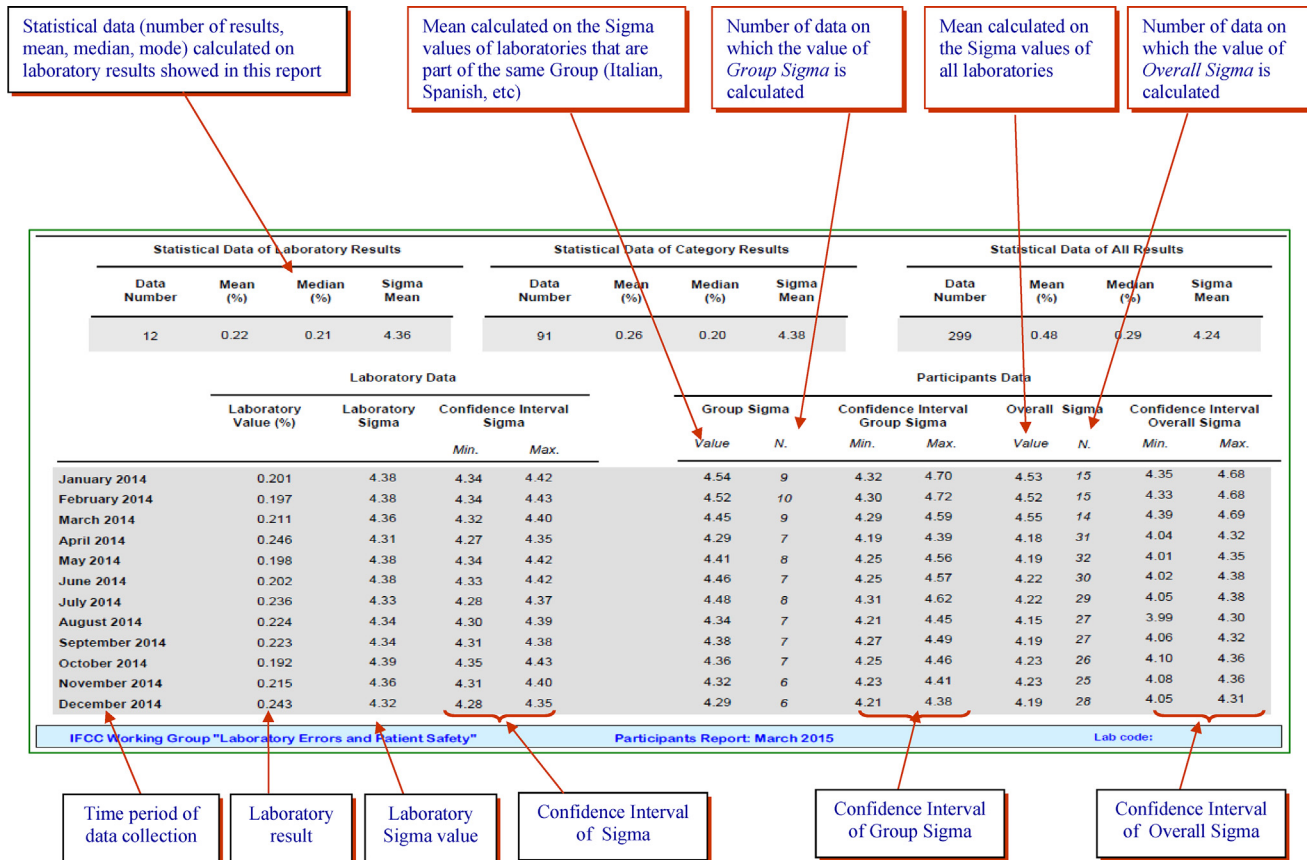 Statistical data (number of results,
mean, median, mode) calculated on
laboratory results showed in this report
Mean calculated on the Sigma
values of laboratories that are
part of the same Group (Italian,
Spanish, etc)
Number of data on
which the value of
Group Sigma is
calculated
Mean calculated on
the Sigma values of
all laboratories
Number of data on
which the value of
Overall Sigma is
calculated
Statistical Data of Laboratory Results
Data Number Mean (%) Median (%) Sigma Mean
12 0.22 0.21 4.36
Statistical Data of Category Results
Data Number Mean (%) Median (%) Sigma Mean
91 0.26 0.20 4.38
Statistical Data of All Results
Data Number Mean (%) Median (%) Sigma Mean
299 0.48 0.29 4.24
Laboratory Data Participants Data
Laboratory Value (%) Laboratory Sigma Confidence Interval Sigma Group Sigma Confidence Interval Group Sigma Overall Sigma Confidence Interval Overall Sigma
Min. Max. Value N. Min. Max. Value N. Min. Max.
January 2014 0.201 4.38 4.34 4.42 4.54 9 4.32 4.70 4.53 15 4.35 4.68
February 2014 0.197 4.38 4.34 4.43 4.52 10 4.30 4.72 4.52 15 4.33 4.68
March 2014 0.211 4.36 4.32 4.40 4.45 9 4.29 4.59 4.55 14 4.39 4.69
April 2014 0.246 4.31 4.27 4.35 4.29 7 4.19 4.39 4.18 31 4.04 4.32
May 2014 0.198 4.38 4.34 4.42 4.41 8 4.25 4.56 4.19 32 4.01 4.35
June 2014 0.202 4.38 4.33 4.42 4.46 7 4.25 4.57 4.22 30 4.02 4.38
July 2014 0.236 4.33 4.28 4.37 4.48 8 4.31 4.62 4.22 29 4.05 4.38
August 2014 0.224 4.34 4.30 4.39 4.34 7 4.21 4.45 4.15 27 3.99 4.30
September 2014 0.223 4.34 4.31 4.38 4.38 7 4.27 4.49 4.19 27 4.06 4.32
October 2014 0.192 4.39 4.35 4.43 4.36 7 4.25 4.46 4.23 26 4.10 4.36
November 2014 0.215 4.36 4.31 4.40 4.32 6 4.23 4.41 4.23 25 4.08 4.36
December 2014 0.243 4.32 4.28 4.35 4.29 6 4.21 4.38 4.19 28 4.05 4.31
IFCC Working Group "Laboratory Errors and Patient Safety" Participants Report: March 2015 Lab code:
Time period of
data collection
Laboratory
result
Laboratory
Sigma value
Confidence Interval
of Sigma
Confidence Interval
of Group Sigma
Confidence Interval
of Overall Sigma